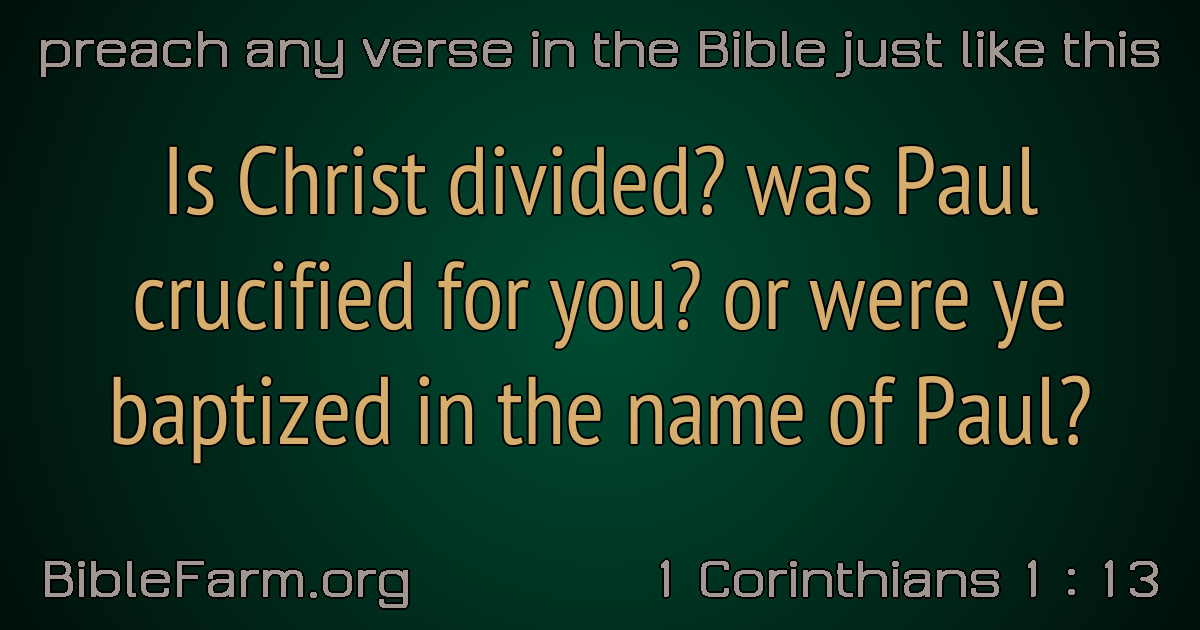 preach any verse in the Bible just like this
Is Christ divided? was Paul
crucified for you? or were ye
baptized in the name of Paul?
BibleFarm.org
1 Corinthians 1 : 13